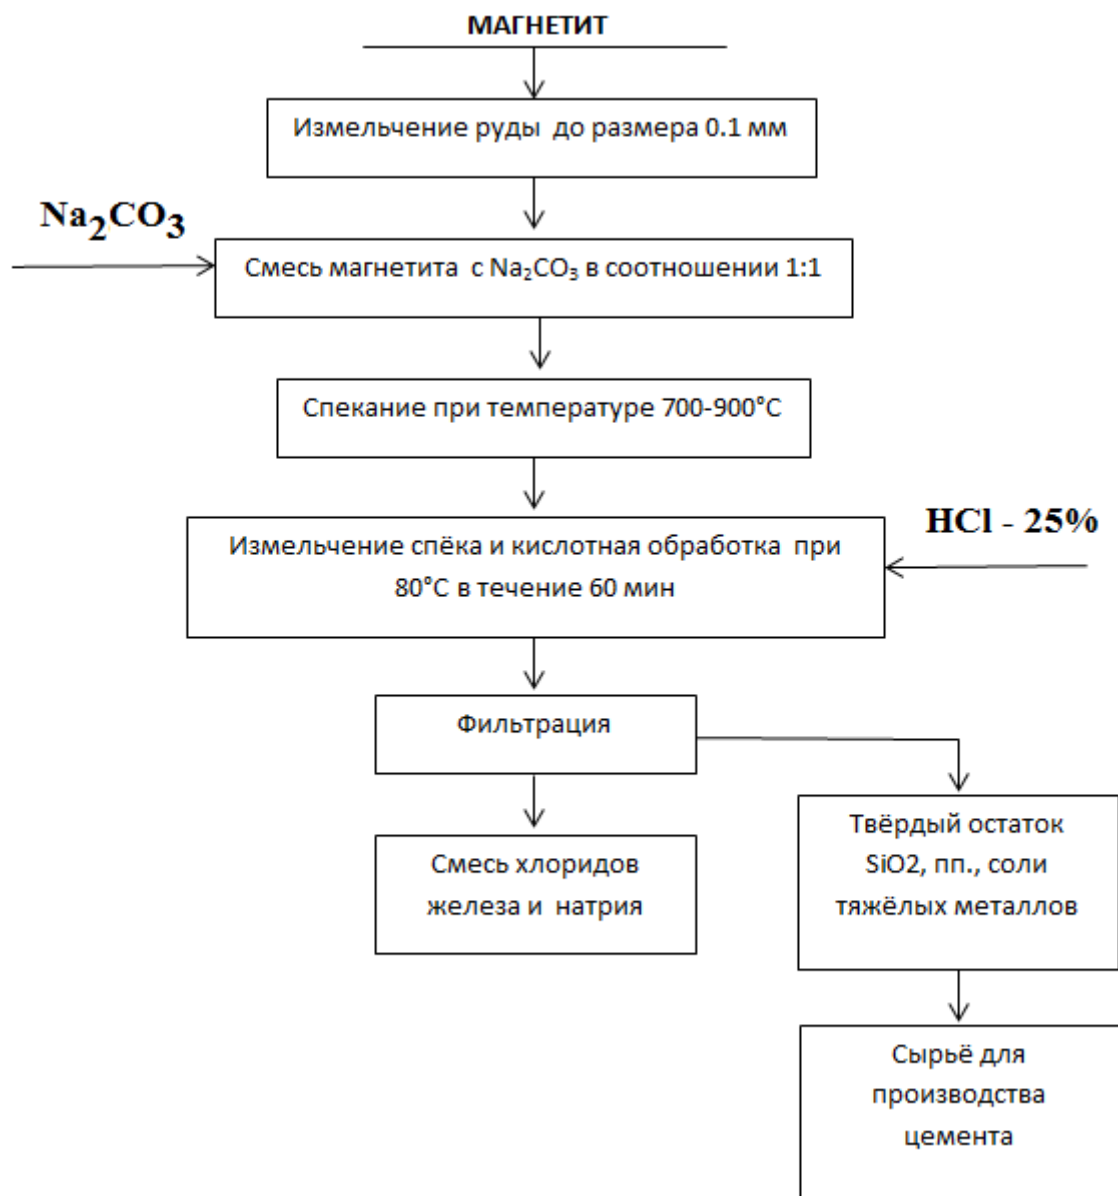 МАГНЕТИТ
Измельчение руды до размера 0.1 мм
Na₂CO₃
Смесь магнетита с Na₂CO₃ в соотношении 1:1
Спекание при температуре 700-900°C
HCl - 25%
Измельчение спёка и кислотная обработка при
80°C в течение 60 мин
Фильтрация
Смесь хлоридов
железа и натрия
Твёрдый остаток
SiO2, пп., соли
тяжёлых металлов
Сырьё для
производства
цемента